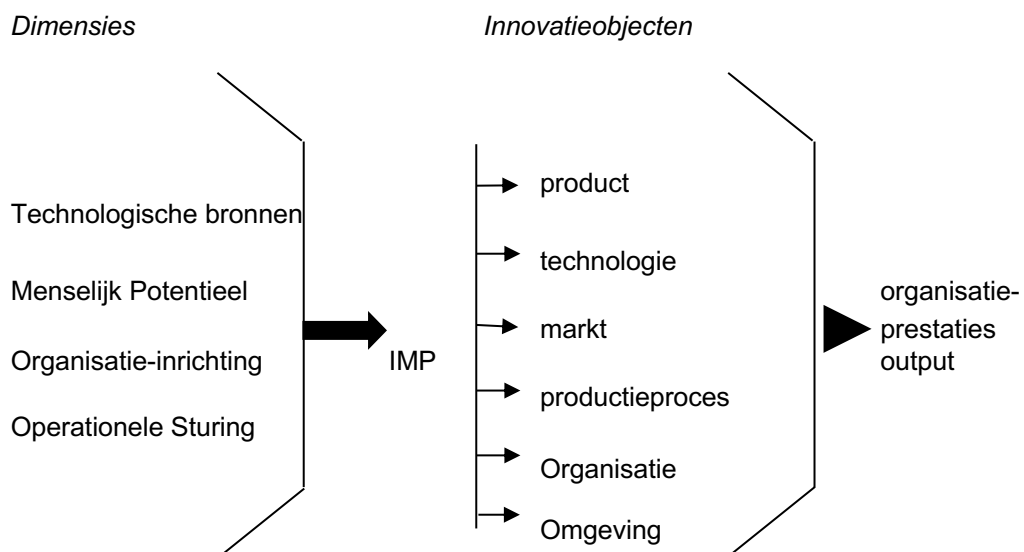 Dimensies
Innovatieobjecten
Technologische bronnen
Menselijk Potentieel
Organisatie-inrichting
Operationele Sturing
IMP
product
technologie
markt
productieproces
Organisatie
Omgeving
organisatie-
prestaties
output